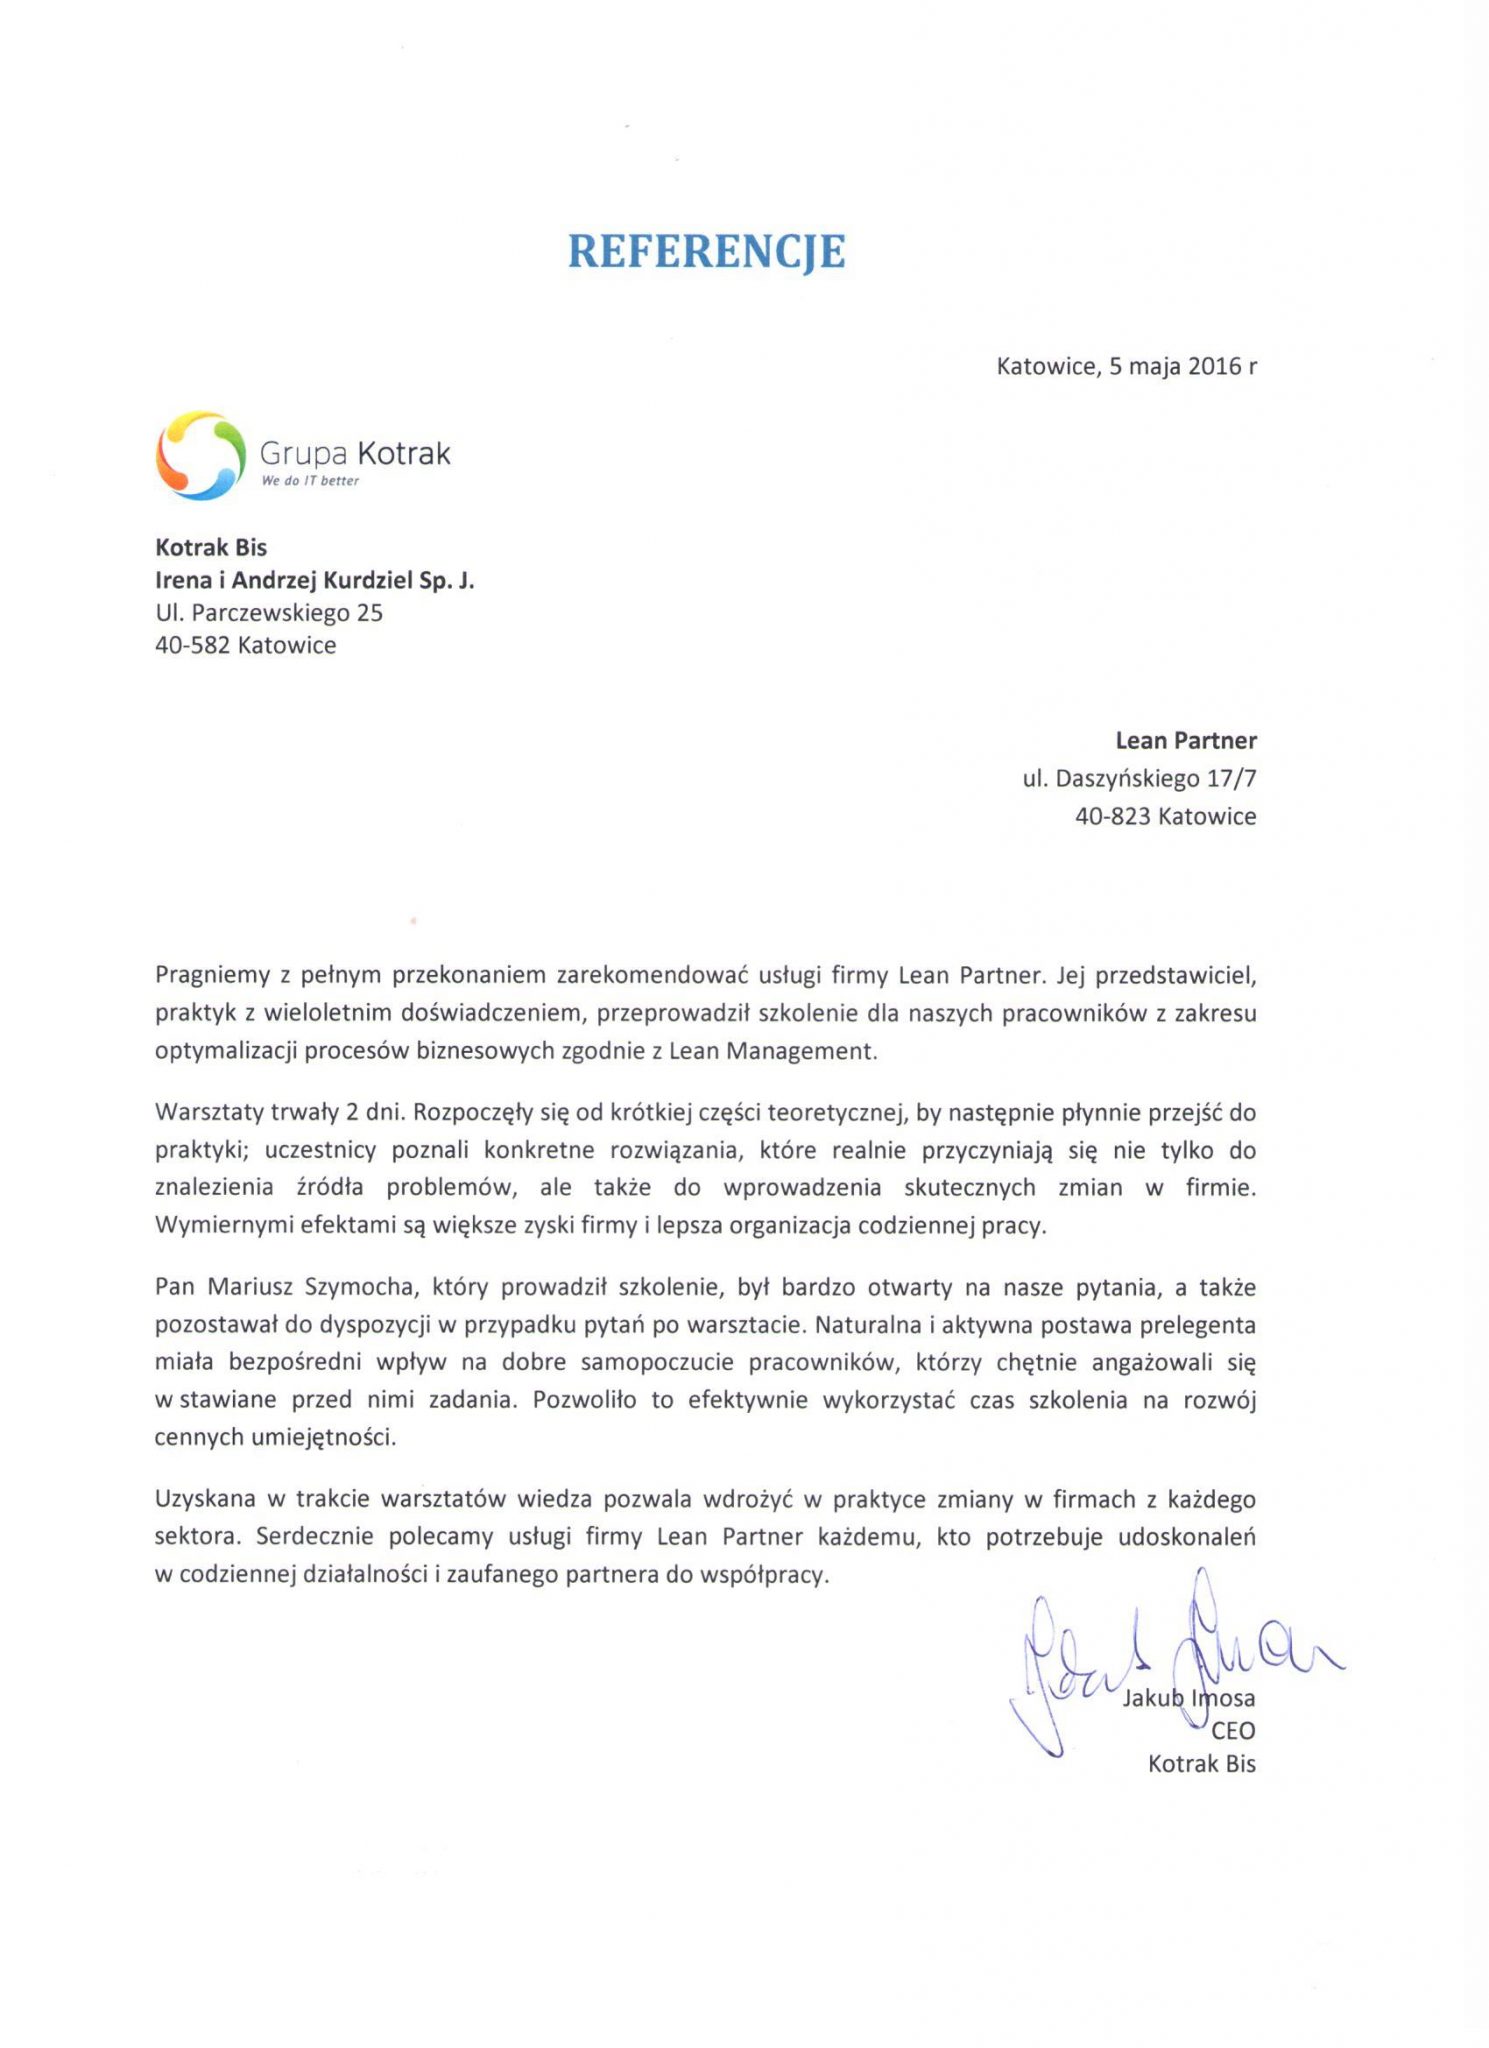 REFERENCJE
Katowice, 5 maja 2016 r
Grupa Kotrak
We do IT better
Kotrak Bis
Irena i Andrzej Kurdziel Sp. J.
Ul. Parczewskiego 25
40-582 Katowice
Lean Partner
ul. Daszyńskiego 17/7
40-823 Katowice
Pragniemy z pełnym przekonaniem zarekomendować usługi firmy Lean Partner. Jej przedstawiciel,
praktyk z wieloletnim doświadczeniem, przeprowadził szkolenie dla naszych pracowników z zakresu
optymalizacji procesów biznesowych zgodnie z Lean Management.
Warsztaty trwały 2 dni. Rozpoczęły się od krótkiej części teoretycznej, by następnie płynnie przejść do
praktyki; uczestnicy poznali konkretne rozwiązania, które realnie przyczyniają się nie tylko do
znalezienia źródła problemów, ale także do wprowadzenia skutecznych zmian w firmie.
Wymiernymi efektami są większe zyski firmy i lepsza organizacja codziennej pracy.
Pan Mariusz Szymocha, który prowadził szkolenie, był bardzo otwarty na nasze pytania, a także
pozostawał do dyspozycji w przypadku pytań po warsztacie. Naturalna i aktywna postawa prelegenta
miała bezpośredni wpływ na dobre samopoczucie pracowników, którzy chętnie angażowali się
w stawiane przed nimi zadania. Pozwoliło to efektywnie wykorzystać czas szkolenia na rozwój
cennych umiejętności.
Uzyskana w trakcie warsztatów wiedza pozwala wdrożyć w praktyce zmiany w firmach z każdego
sektora. Serdecznie polecamy usługi firmy Lean Partner każdemu, kto potrzebuje udoskonaleń
w codziennej działalności i zaufanego partnera do współpracy.
Jakub Imosa
CEO
Kotrak Bis